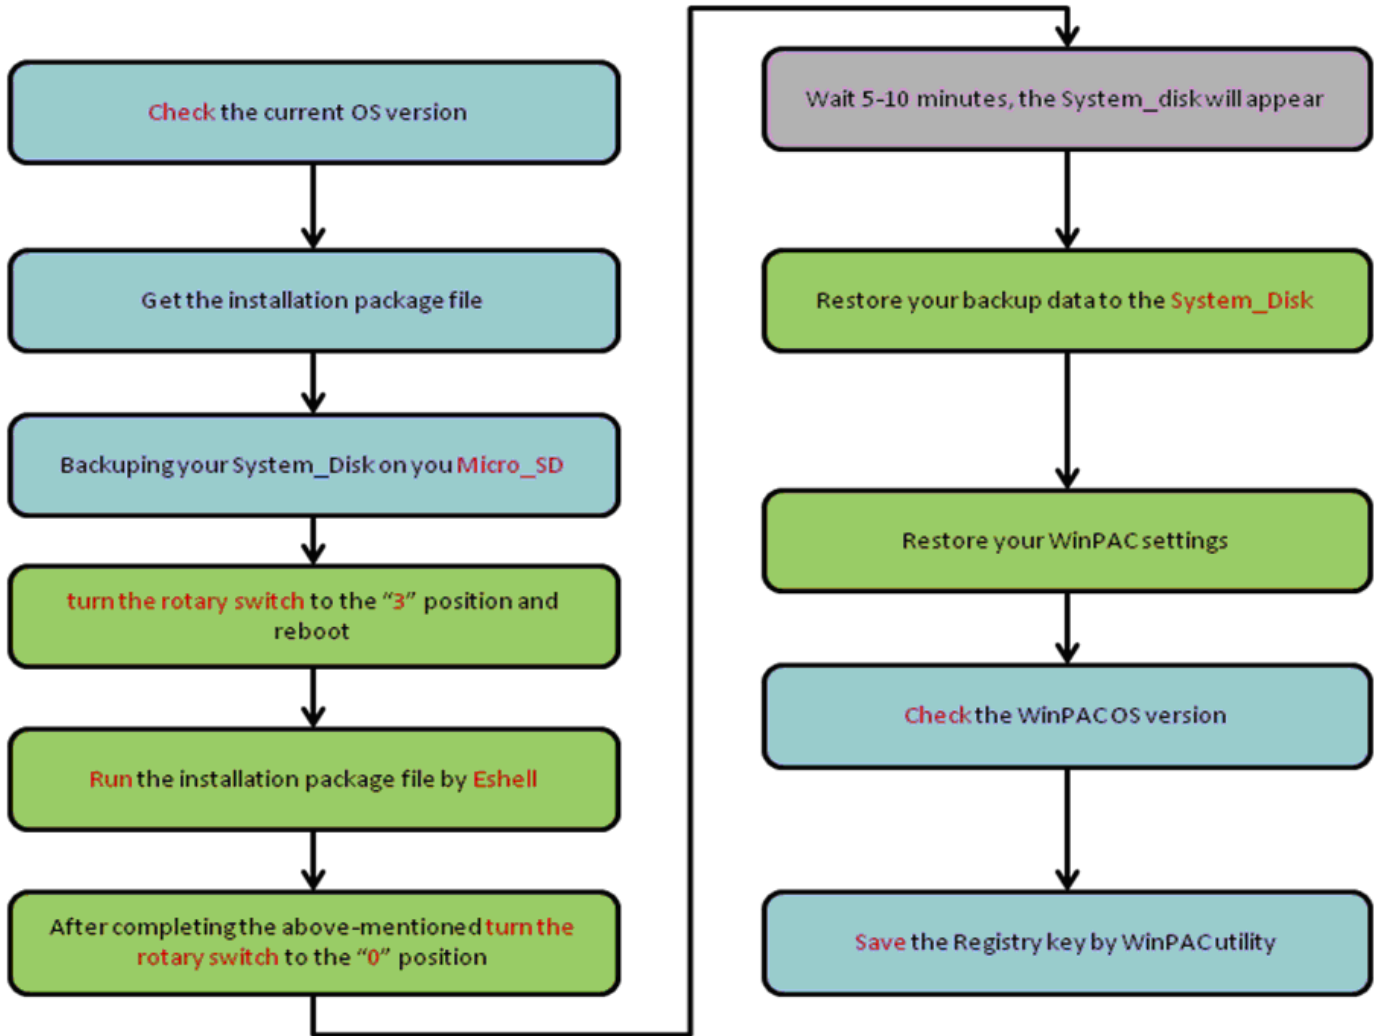 Check the current OS version
Get the installation package file
Backuping your System_Disk on you Micro_SD
turn the rotary switch to the “3” position and
reboot
Run the installation package file by Eshell
After completing the above-mentioned turn the
rotary switch to the “0” position
Wait 5-10 minutes, the System_disk will appear
Restore your backup data to the System_Disk
Restore your WinPAC settings
Check the WinPAC OS version
Save the Registry key by WinPAC utility